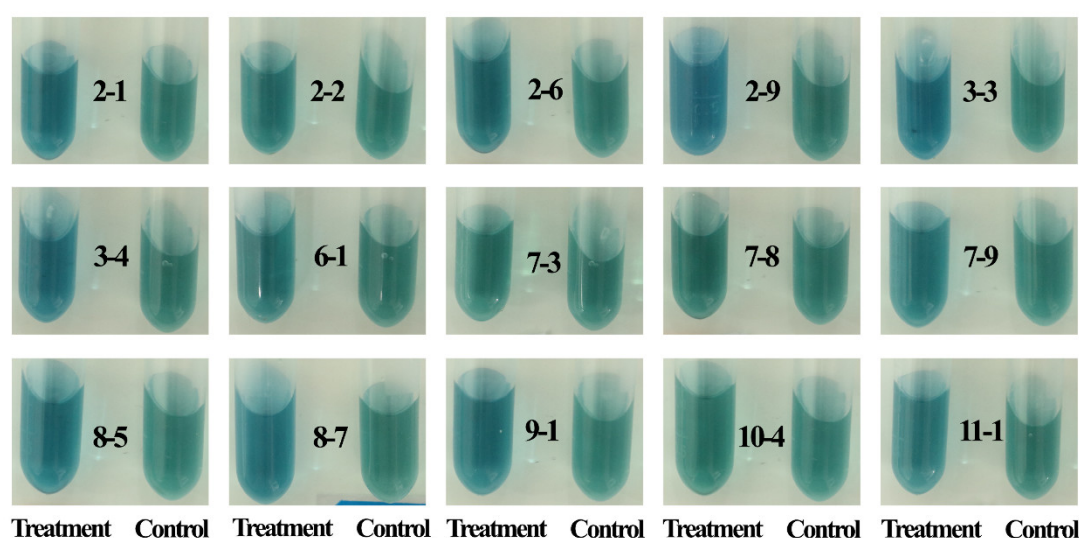 2-1 2-2 2-6 2-9 3-3
3-4 6-1 7-3 7-8 7-9
8-5 8-7 9-1 10-4 11-1
Treatment Control Treatment Control Treatment Control Treatment Control Treatment Control